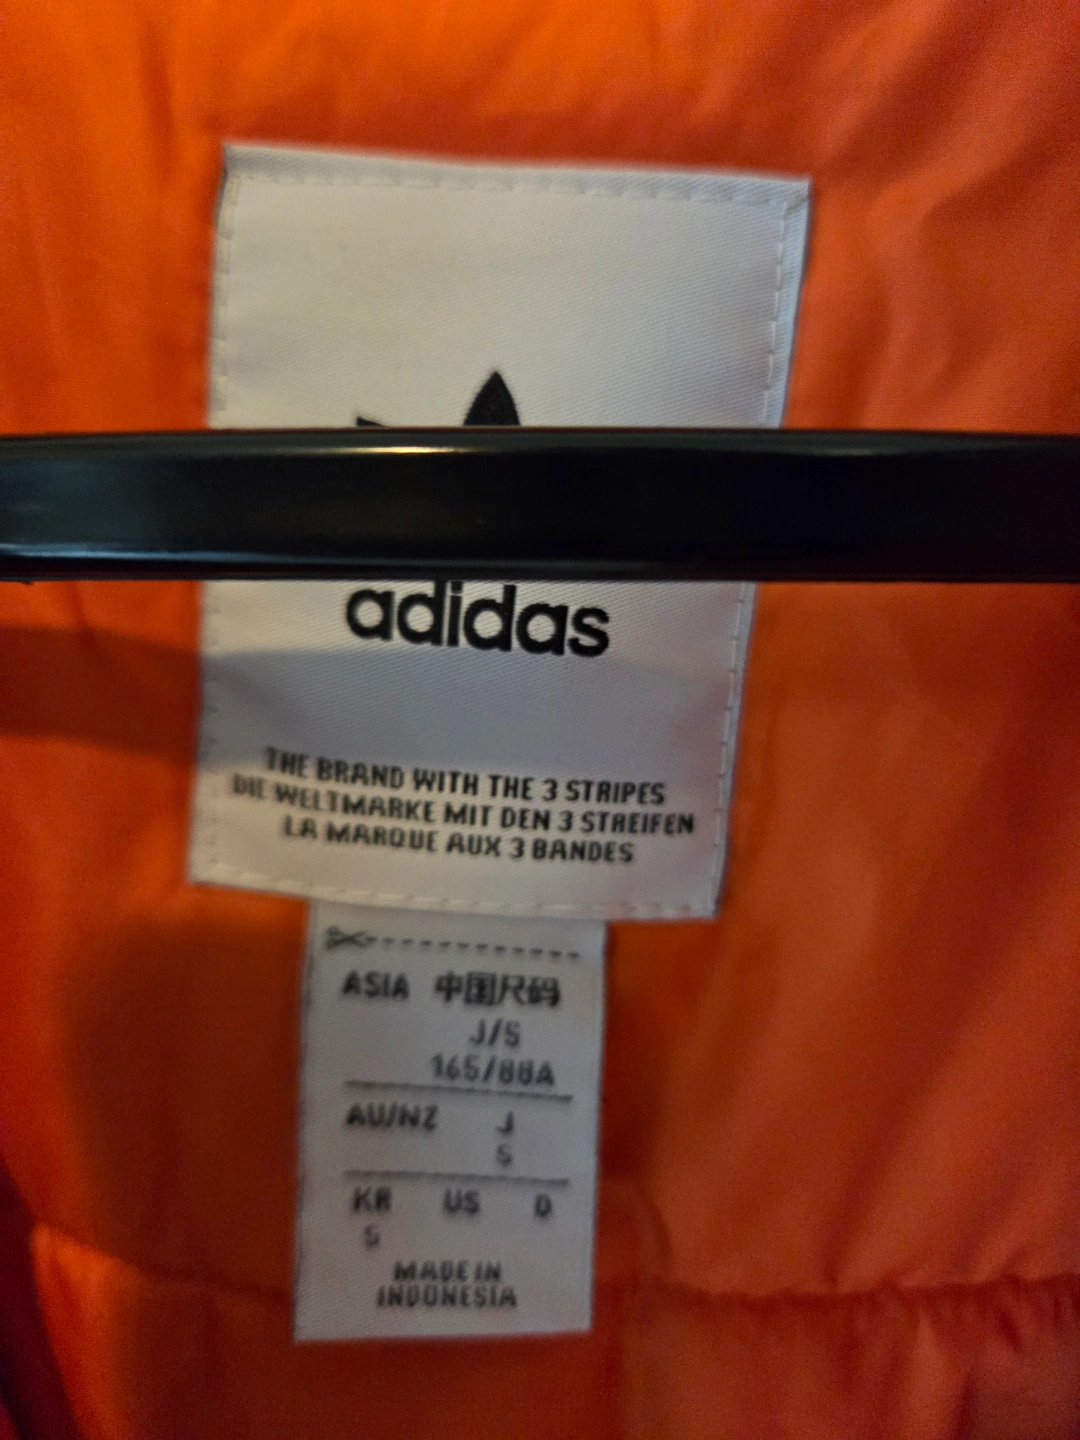 adidas
THE BRAND WITH THE 3 STRIPES
DIE WELTMARKE MIT DEN 3 STREIFEN
LA MARQUE AUX 3 BANDES
ASIA 中国尺码
J/S
165/88A
AU/NZ J
S
KR US D
S
MADE IN
INDONESIA